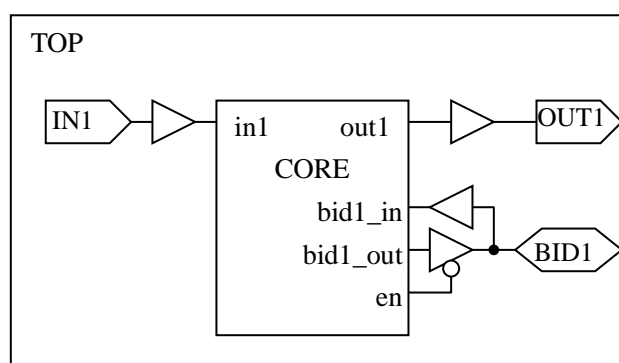 TOP
IN1
in1
out1
OUT1
CORE
bid1_in
bid1_out
BID1
en